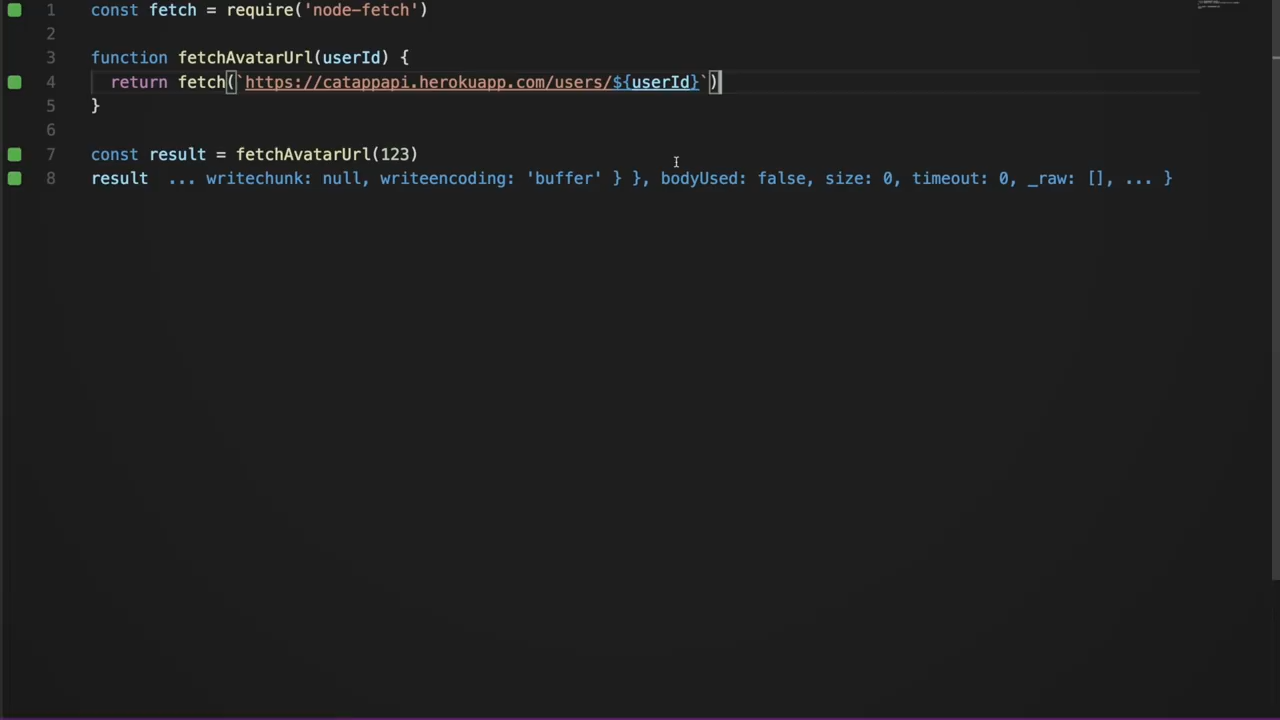 1 const fetch = require('node-fetch')
2
3 function fetchAvatarUrl(userId) {
4 return fetch(`https://catappapi.herokuapp.com/users/${userId}`)
5 }
6
7 const result = fetchAvatarUrl(123)
8 result ... writechunk: null, writeencoding: 'buffer' } }, bodyUsed: false, size: 0, timeout: 0, _raw: [], ... }